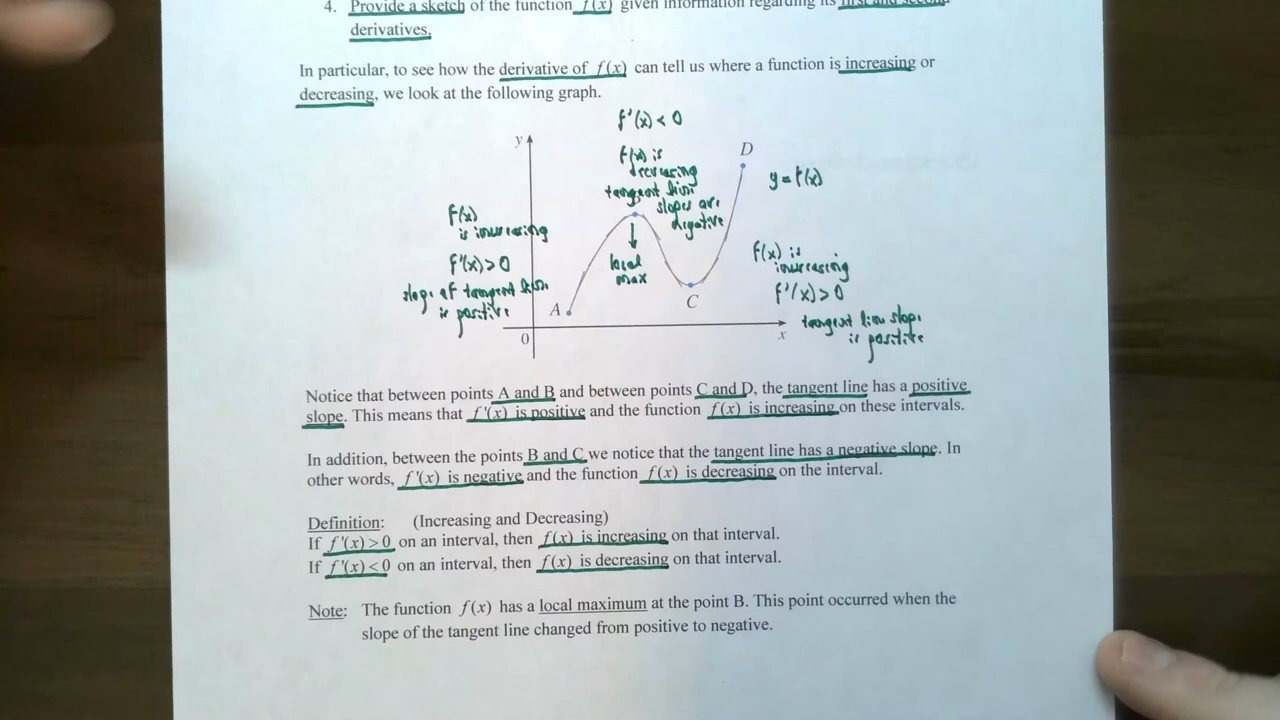 4. Provide a sketch of the function f(x) given information regarding its first and second
derivatives.
In particular, to see how the derivative of f(x) can tell us where a function is increasing or
decreasing, we look at the following graph.
f'(x) < 0
y
D
f(x) is
decreasing
tangent line
slopes are
negative
y = f(x)
f(x)
is increasing
f'(x) > 0
slope of tangent line
is positive
local
max
f(x) is
increasing
f'(x) > 0
tangent line slope
is positive
A
C
0
x
Notice that between points A and B and between points C and D, the tangent line has a positive
slope. This means that f'(x) is positive and the function f(x) is increasing on these intervals.
In addition, between the points B and C we notice that the tangent line has a negative slope. In
other words, f'(x) is negative and the function f(x) is decreasing on the interval.
Definition: (Increasing and Decreasing)
If f'(x) > 0 on an interval, then f(x) is increasing on that interval.
If f'(x) < 0 on an interval, then f(x) is decreasing on that interval.
Note: The function f(x) has a local maximum at the point B. This point occurred when the
slope of the tangent line changed from positive to negative.